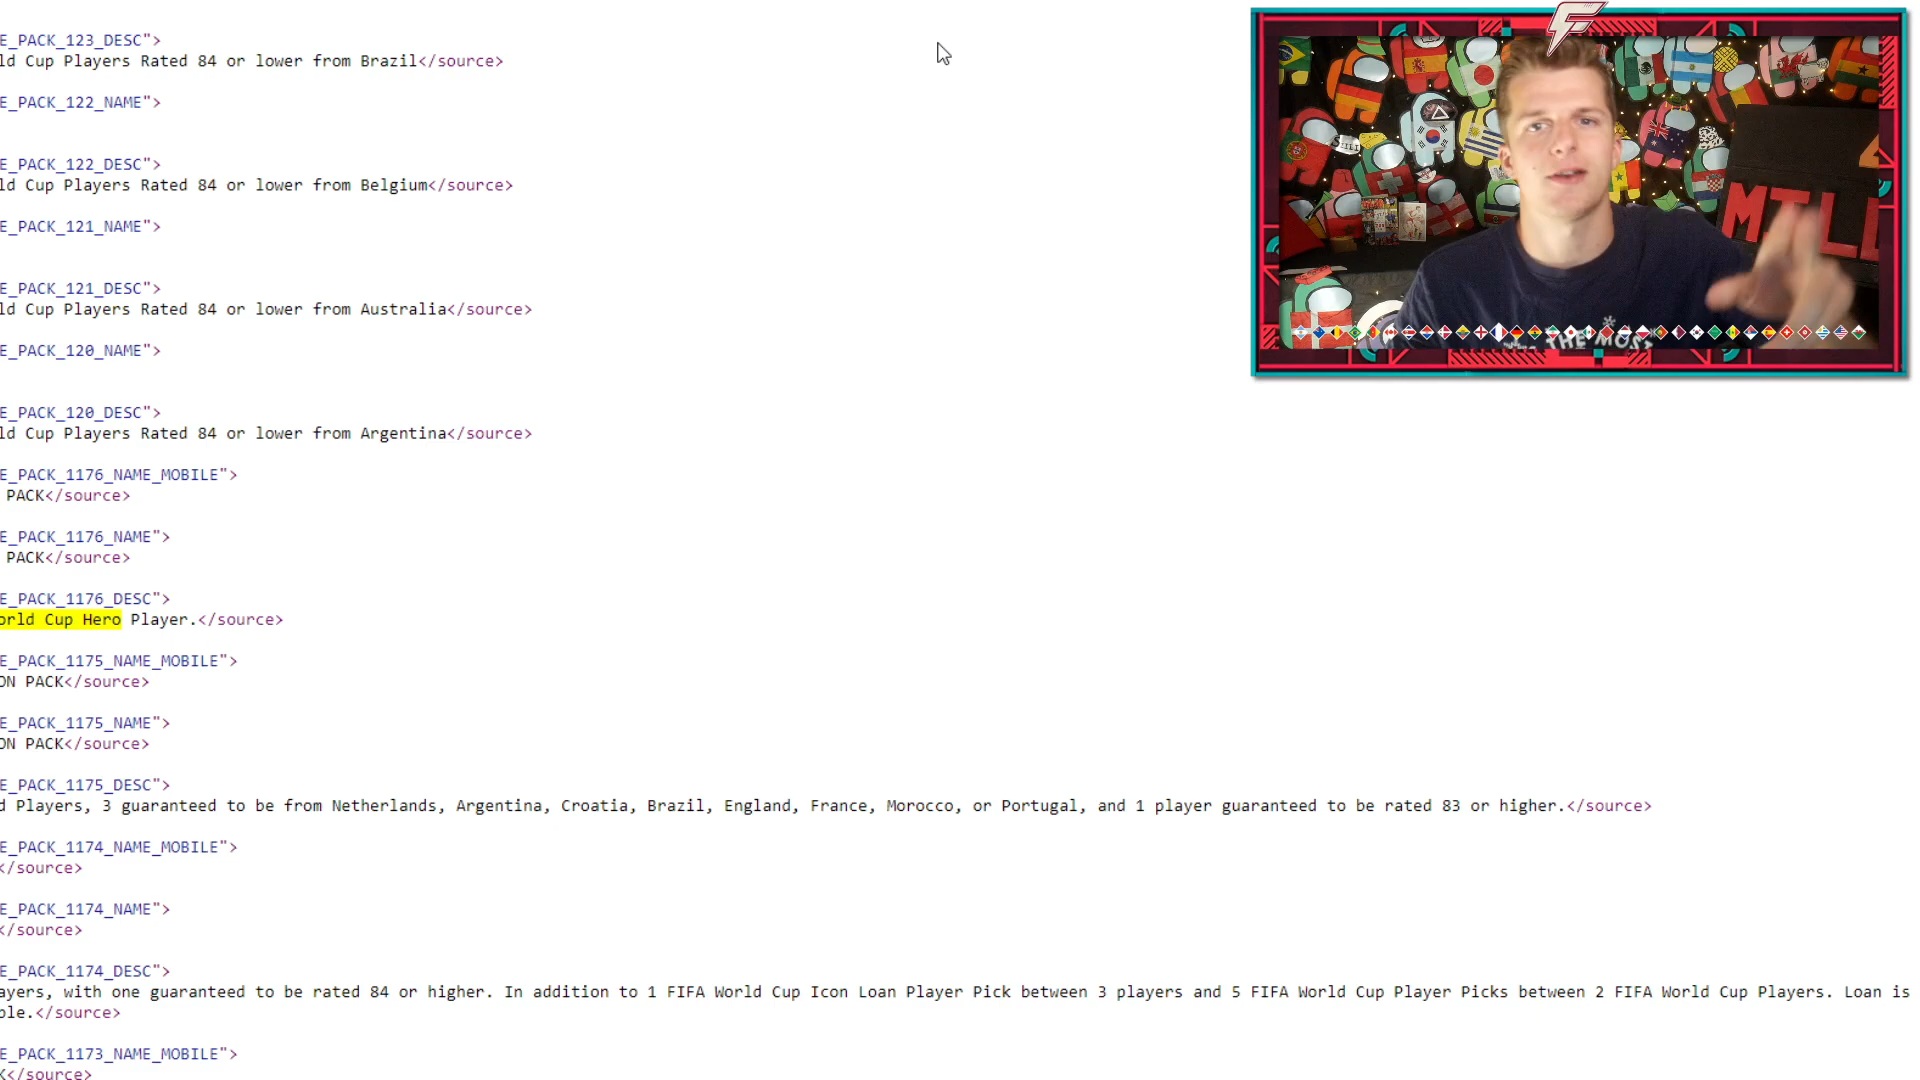 E_PACK_123_DESC">
ld Cup Players Rated 84 or lower from Brazil</source>
E_PACK_122_NAME">
E_PACK_122_DESC">
ld Cup Players Rated 84 or lower from Belgium</source>
E_PACK_121_NAME">
E_PACK_121_DESC">
ld Cup Players Rated 84 or lower from Australia</source>
E_PACK_120_NAME">
E_PACK_120_DESC">
ld Cup Players Rated 84 or lower from Argentina</source>
E_PACK_1176_NAME_MOBILE">
PACK</source>
E_PACK_1176_NAME">
PACK</source>
E_PACK_1176_DESC">
orld Cup Hero Player.</source>
E_PACK_1175_NAME_MOBILE">
ON PACK</source>
E_PACK_1175_NAME">
ON PACK</source>
E_PACK_1175_DESC">
d Players, 3 guaranteed to be from Netherlands, Argentina, Croatia, Brazil, England, France, Morocco, or Portugal, and 1 player guaranteed to be rated 83 or higher.</source>
E_PACK_1174_NAME_MOBILE">
</source>
E_PACK_1174_NAME">
</source>
E_PACK_1174_DESC">
ayers, with one guaranteed to be rated 84 or higher. In addition to 1 FIFA World Cup Icon Loan Player Pick between 3 players and 5 FIFA World Cup Player Picks between 2 FIFA World Cup Players. Loan is
ble.</source>
E_PACK_1173_NAME_MOBILE">
K</source>
F
MILL
THE MOST